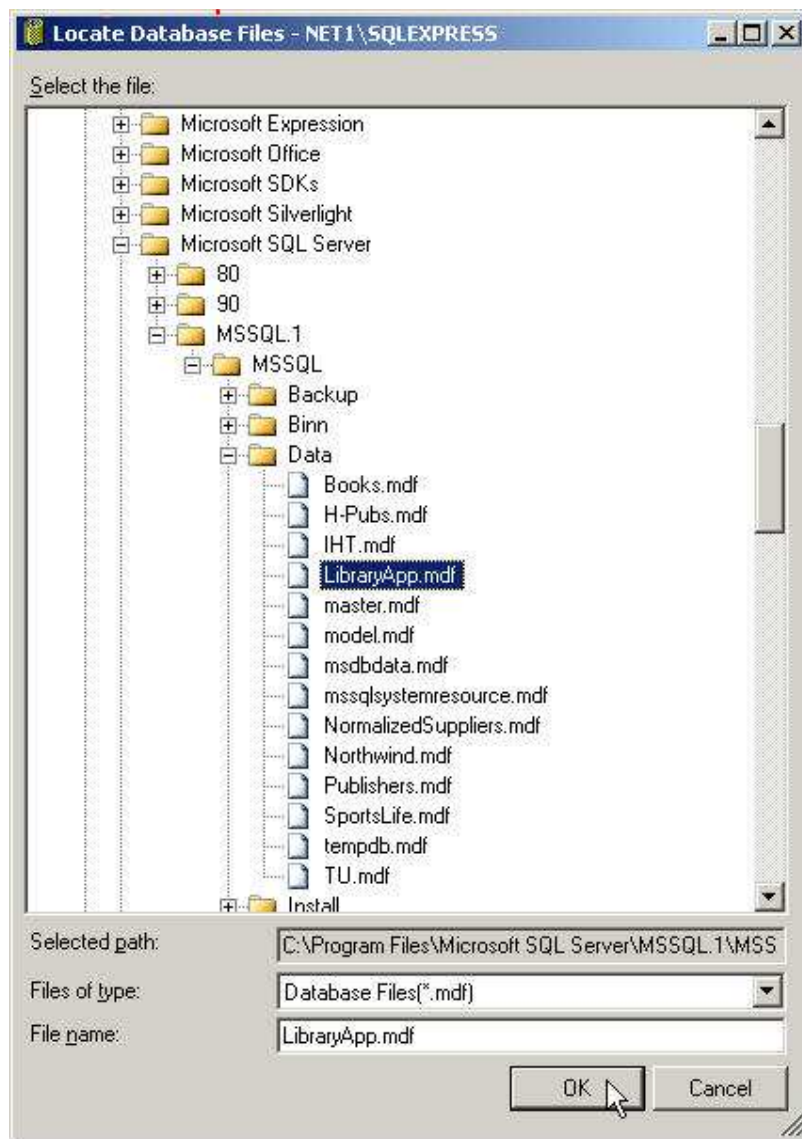 Locate Database Files - NET1\SQLEXPRESS
Select the file:
Microsoft Expression
Microsoft Office
Microsoft SDKs
Microsoft Silverlight
Microsoft SQL Server
80
90
MSSQL.1
MSSQL
Backup
Binn
Data
Books.mdf
H-Pubs.mdf
IHT.mdf
LibraryApp.mdf
master.mdf
model.mdf
msdbdata.mdf
mssqlsystemresource.mdf
NormalizedSuppliers.mdf
Northwind.mdf
Publishers.mdf
SportsLife.mdf
tempdb.mdf
TU.mdf
Install
Selected path: C:\Program Files\Microsoft SQL Server\MSSQL.1\MSS
Files of type: Database Files(*.mdf)
File name: LibraryApp.mdf
OK Cancel